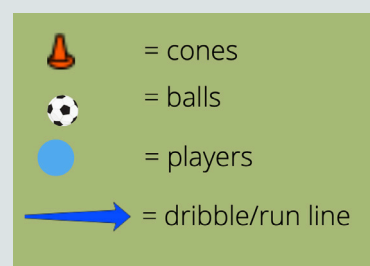 = cones
= balls
= players
= dribble/run line